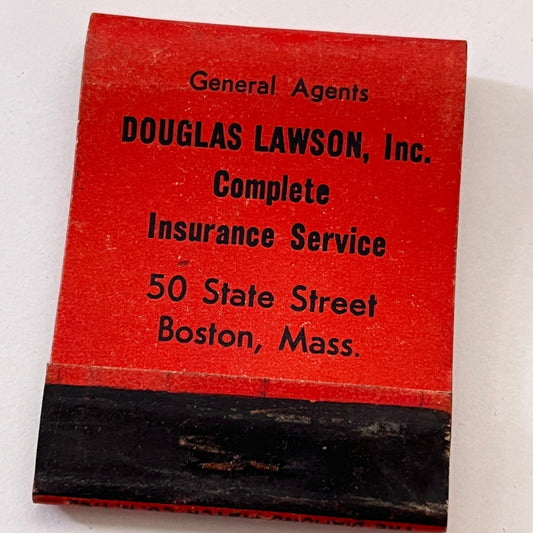 General Agents
DOUGLAS LAWSON, Inc.
Complete
Insurance Service
50 State Street
Boston, Mass.